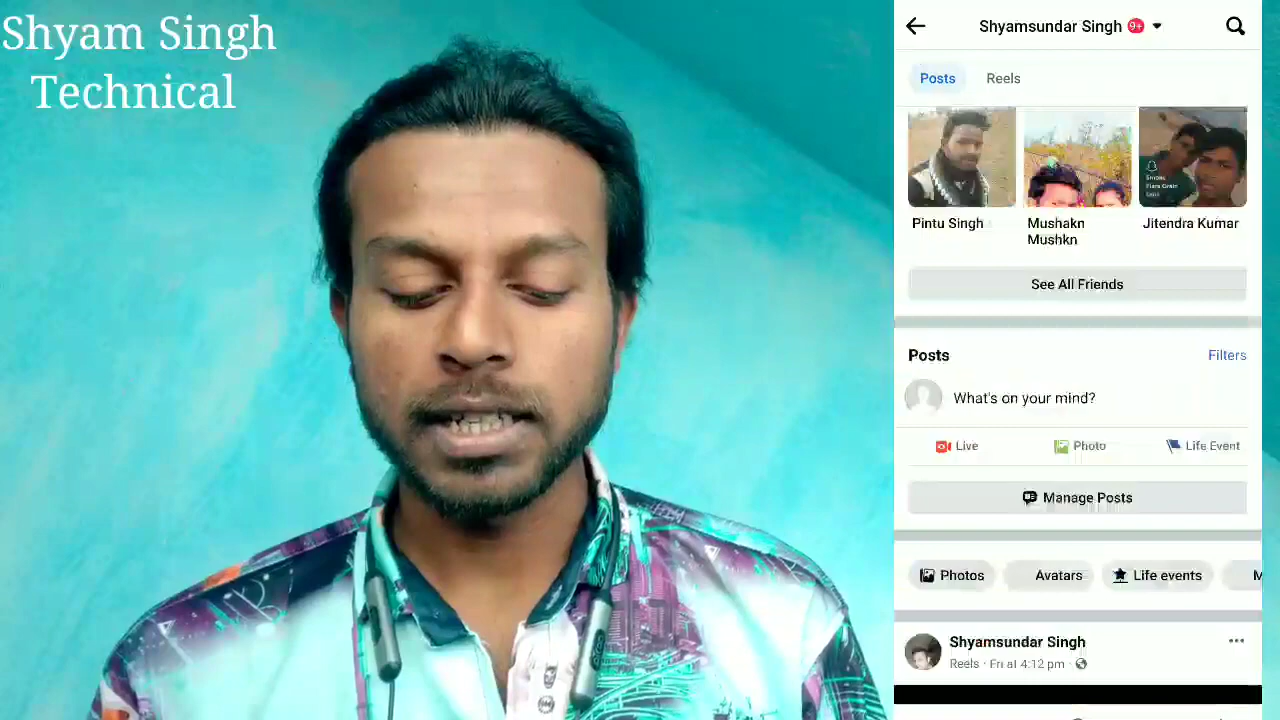 Shyam Singh
Technical
Shyamsundar Singh 9+
Posts Reels
Pintu Singh
Mushakn
Mushkn
Jitendra Kumar
See All Friends
Posts Filters
What's on your mind?
Live Photo Life Event
Manage Posts
Photos Avatars Life events M
Shyamsundar Singh
Reels · Fri at 4:12 pm ·